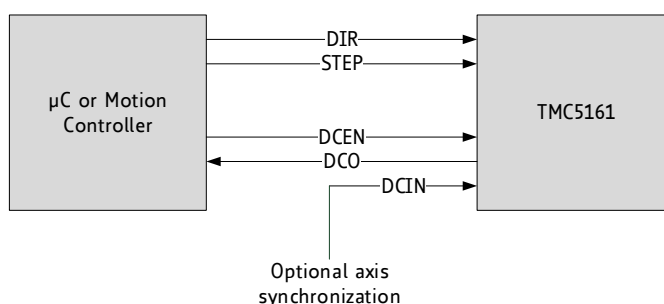 DIR
STEP
µC or Motion
Controller
TMC5161
DCEN
DCO
DCIN
Optional axis
synchronization